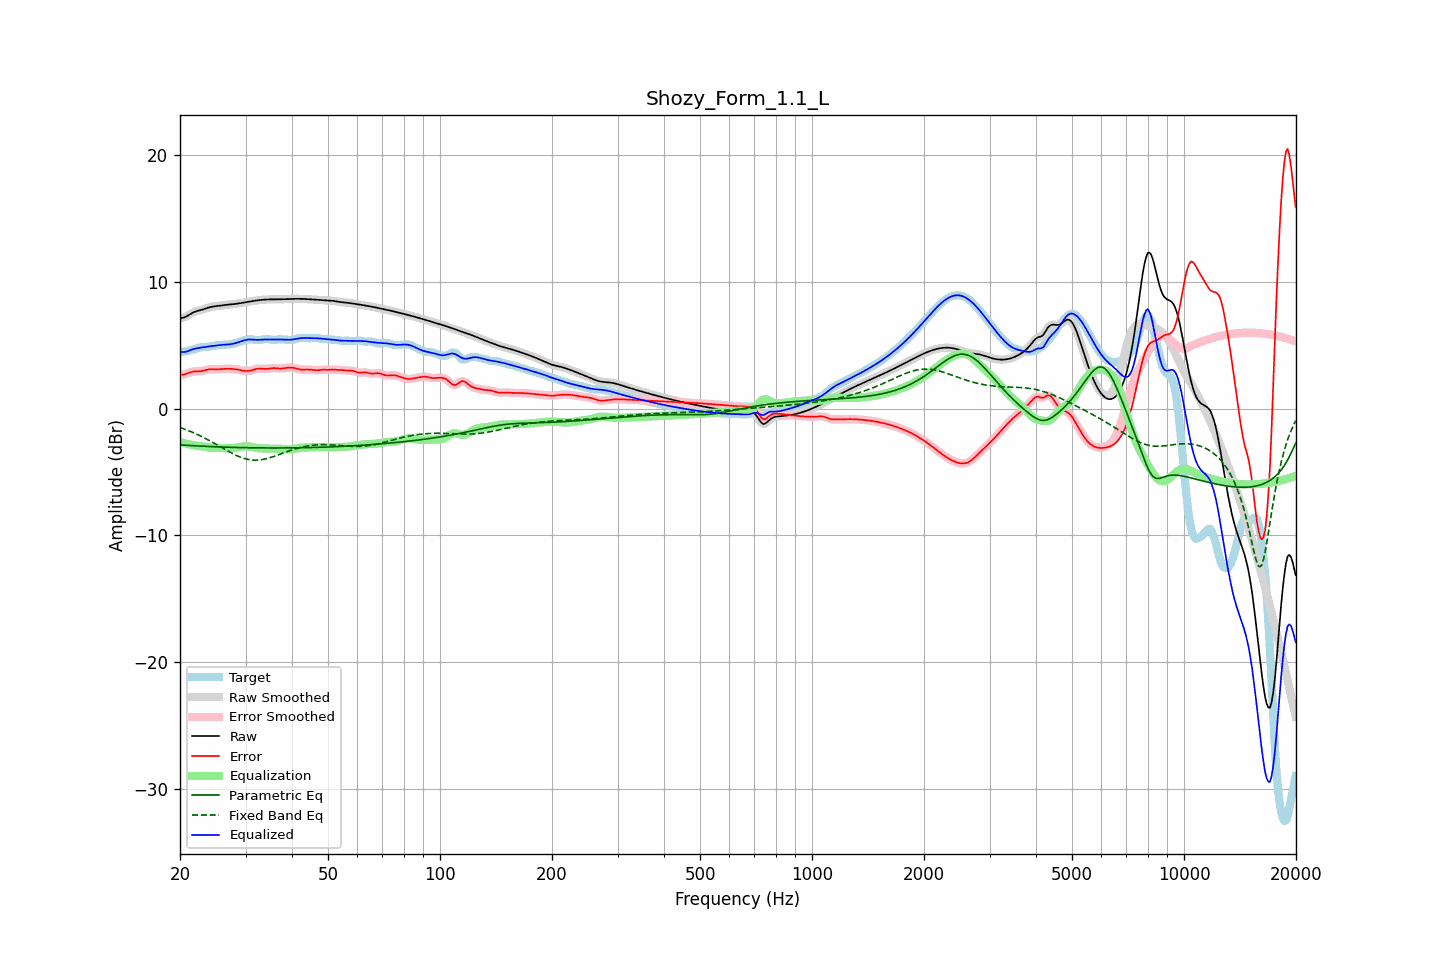 Shozy_Form_1.1_L
Amplitude (dBr)
20
10
0
−10
−20
−30
Target
Raw Smoothed
Error Smoothed
Raw
Error
Equalization
Parametric Eq
Fixed Band Eq
Equalized
20 50 100 200 500 1000 2000 5000 10000 20000
Frequency (Hz)